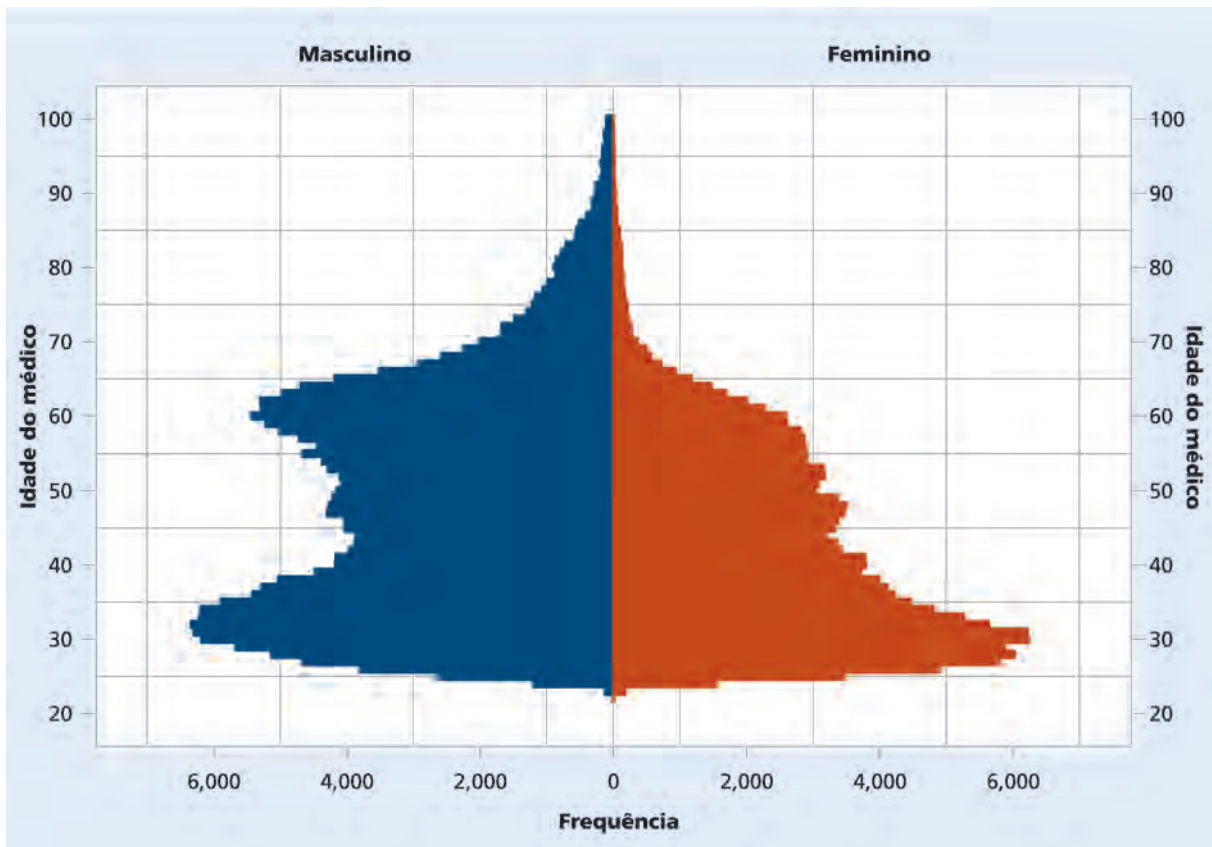 Masculino Feminino
100 100
90 90
80 80
70 70
60 60
50 50
40 40
30 30
20 20
Idade do médico
Idade do médico
6,000 4,000 2,000 0 2,000 4,000 6,000
Frequência